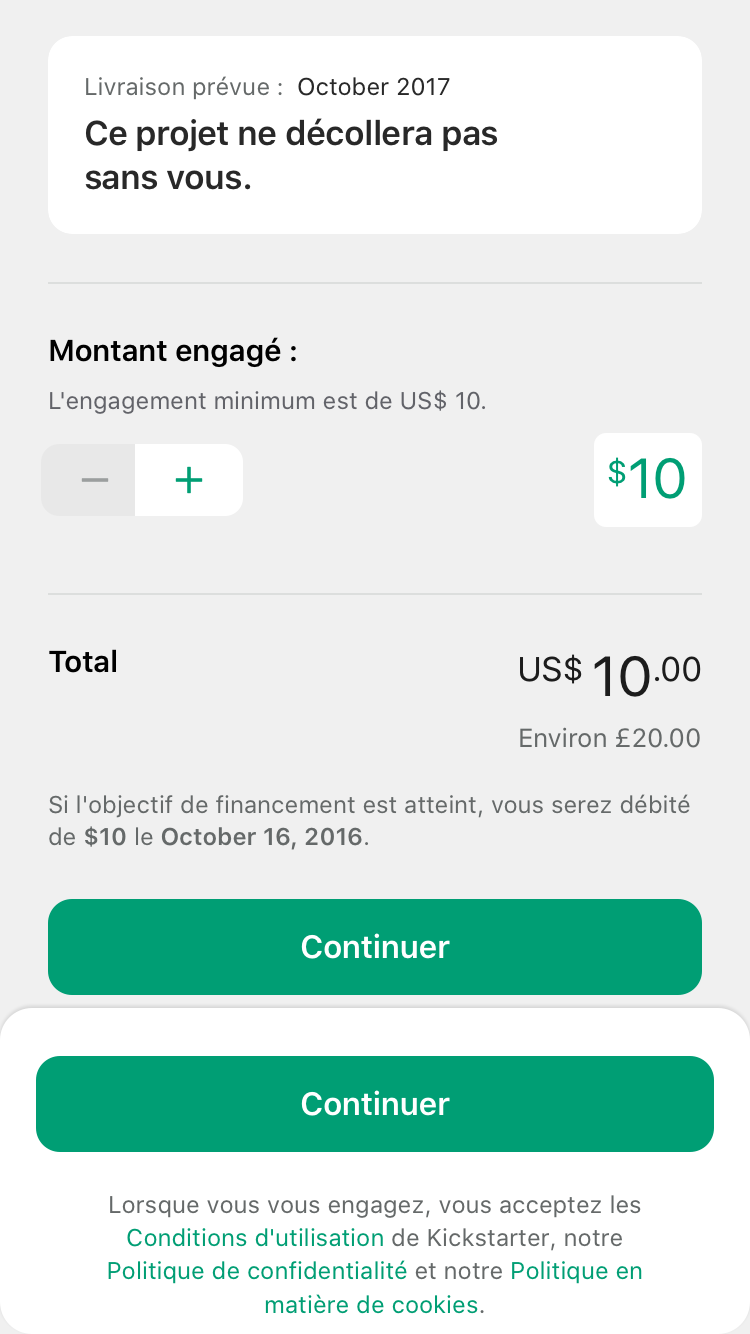 Livraison prévue : October 2017
Ce projet ne décollera pas
sans vous.
Montant engagé :
L'engagement minimum est de US$ 10.
− +
$10
Total
US$ 10.00
Environ £20.00
Si l'objectif de financement est atteint, vous serez débité
de $10 le October 16, 2016.
Continuer
Continuer
Lorsque vous vous engagez, vous acceptez les
Conditions d'utilisation de Kickstarter, notre
Politique de confidentialité et notre Politique en
matière de cookies.